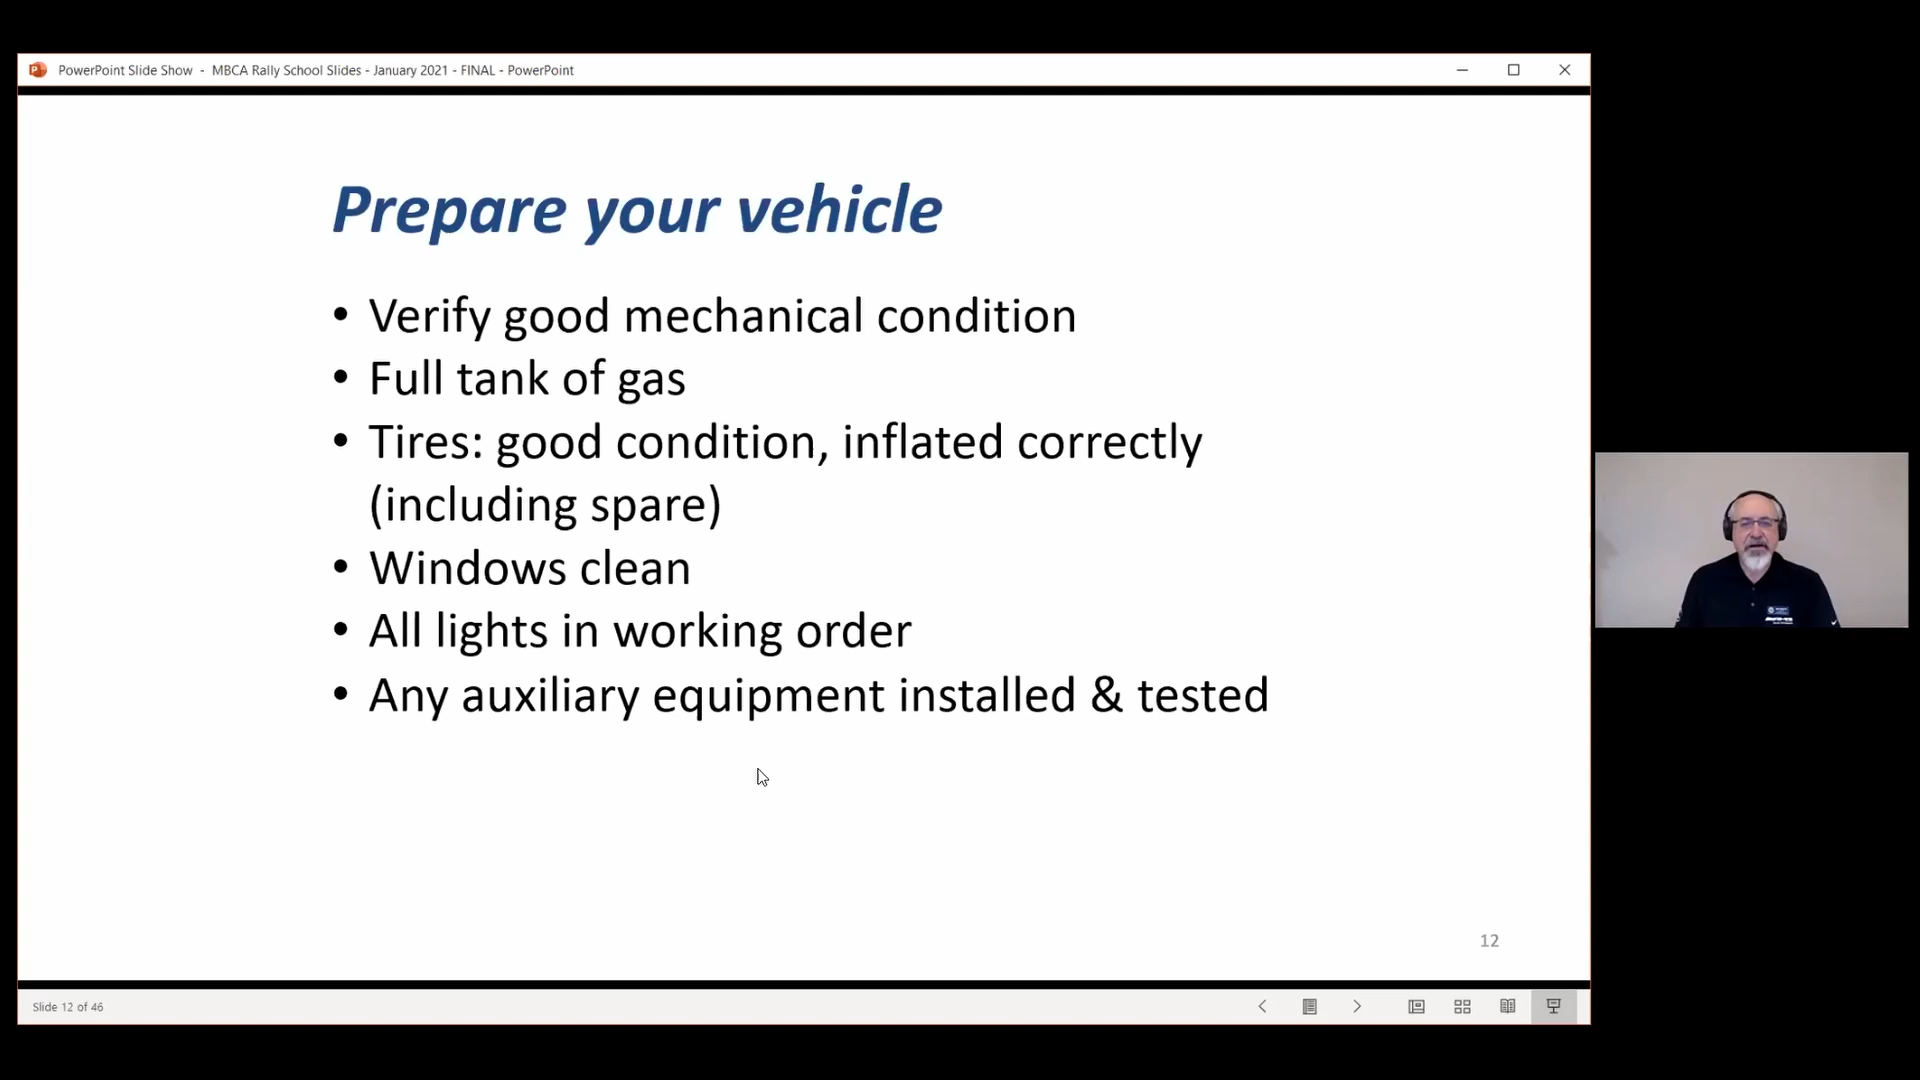 PowerPoint Slide Show - MBCA Rally School Slides - January 2021 - FINAL - PowerPoint
Prepare your vehicle
• Verify good mechanical condition
• Full tank of gas
• Tires: good condition, inflated correctly
(including spare)
• Windows clean
• All lights in working order
• Any auxiliary equipment installed & tested
12
Slide 12 of 46